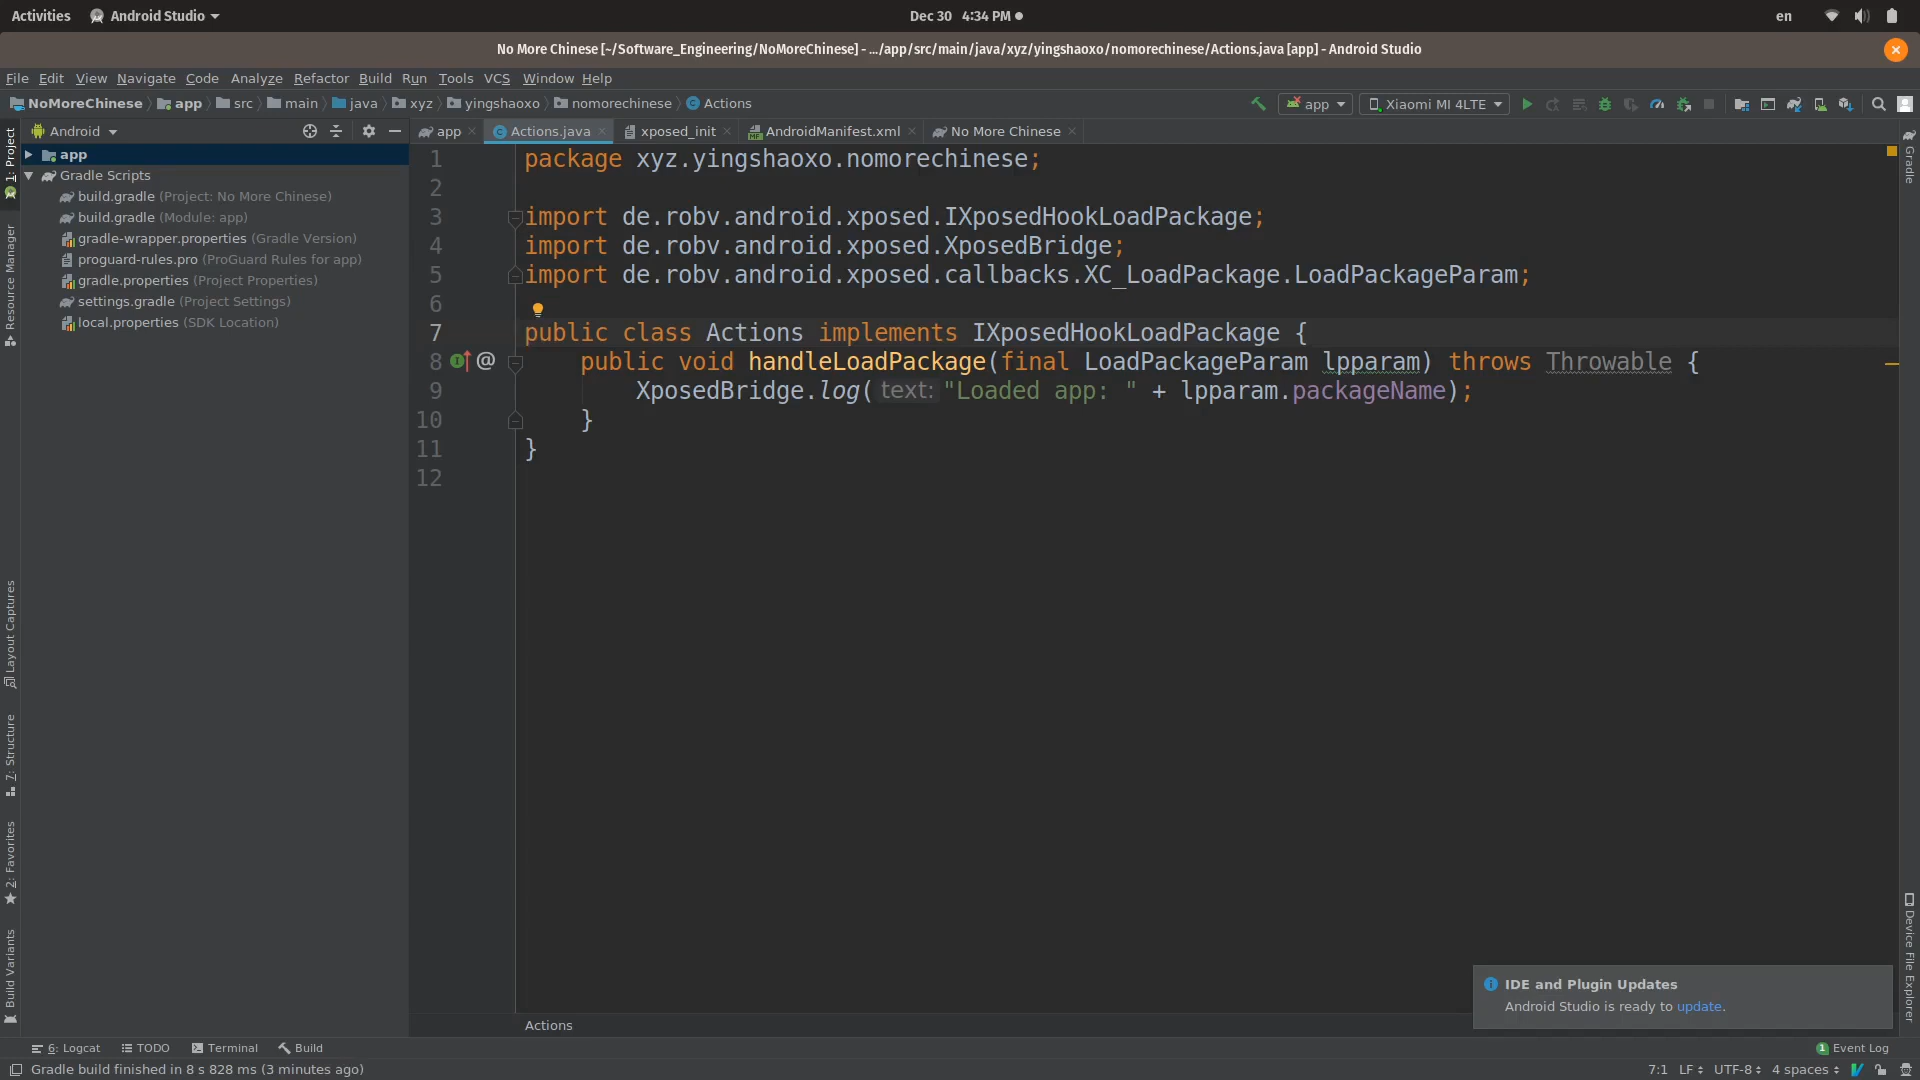 Activities
Android Studio
Dec 30 4:34 PM
en
No More Chinese [~/Software_Engineering/NoMoreChinese] - .../app/src/main/java/xyz/yingshaoxo/nomorechinese/Actions.java [app] - Android Studio
File Edit View Navigate Code Analyze Refactor Build Run Tools VCS Window Help
NoMoreChinese app src main java xyz yingshaoxo nomorechinese Actions
app
Xiaomi MI 4LTE
Android
app
Actions.java
xposed_init
AndroidManifest.xml
No More Chinese
1: Project
Resource Manager
Layout Captures
7: Structure
2: Favorites
Build Variants
app
Gradle Scripts
build.gradle (Project: No More Chinese)
build.gradle (Module: app)
gradle-wrapper.properties (Gradle Version)
proguard-rules.pro (ProGuard Rules for app)
gradle.properties (Project Properties)
settings.gradle (Project Settings)
local.properties (SDK Location)
1 package xyz.yingshaoxo.nomorechinese;
2
3 import de.robv.android.xposed.IXposedHookLoadPackage;
4 import de.robv.android.xposed.XposedBridge;
5 import de.robv.android.xposed.callbacks.XC_LoadPackage.LoadPackageParam;
6
7 public class Actions implements IXposedHookLoadPackage {
8 @ public void handleLoadPackage(final LoadPackageParam lpparam) throws Throwable {
9 XposedBridge.log( text: "Loaded app: " + lpparam.packageName);
10 }
11 }
12
Gradle
Device File Explorer
IDE and Plugin Updates
Android Studio is ready to update.
Actions
6: Logcat
TODO
Terminal
Build
1 Event Log
Gradle build finished in 8 s 828 ms (3 minutes ago)
7:1 LF UTF-8 4 spaces